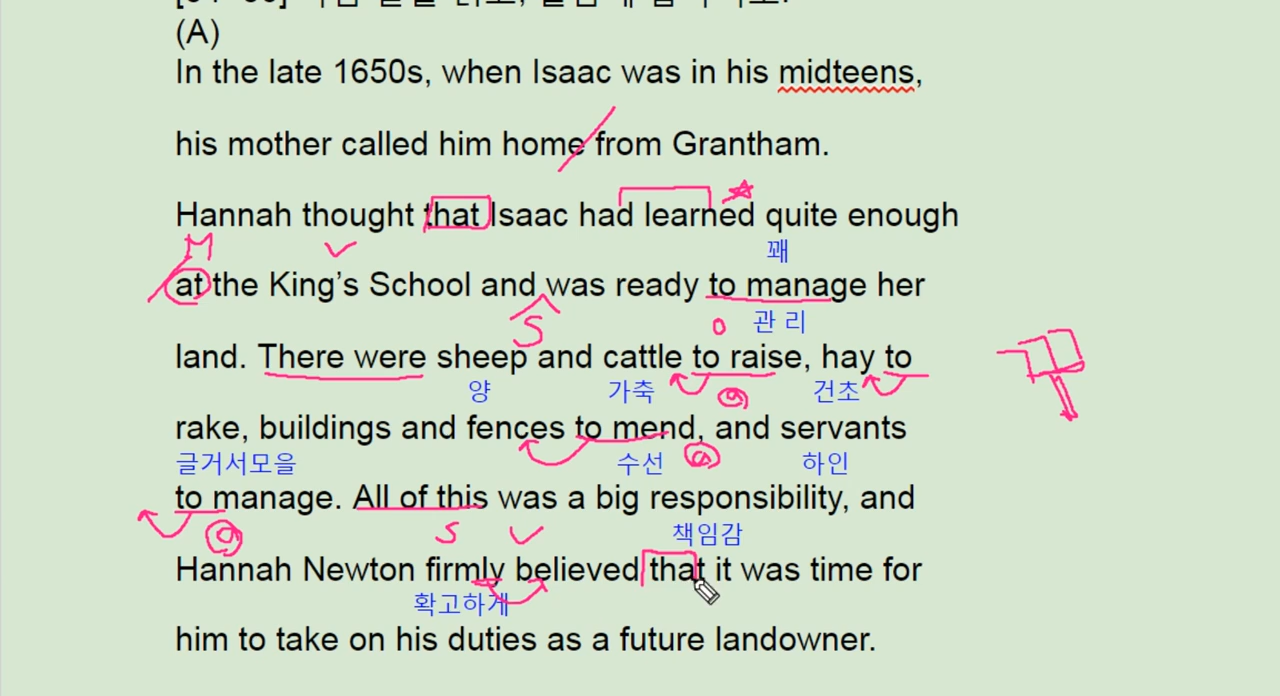 (A)
In the late 1650s, when Isaac was in his midteens,
his mother called him home from Grantham.
Hannah thought that Isaac had learned quite enough
꽤
M
at the King's School and was ready to manage her
S
관 리
land. There were sheep and cattle to raise, hay to
양 가축 건초
rake, buildings and fences to mend, and servants
글거서모을 수선 하인
to manage. All of this was a big responsibility, and
S
책임감
Hannah Newton firmly believed that it was time for
확고하게
him to take on his duties as a future landowner.